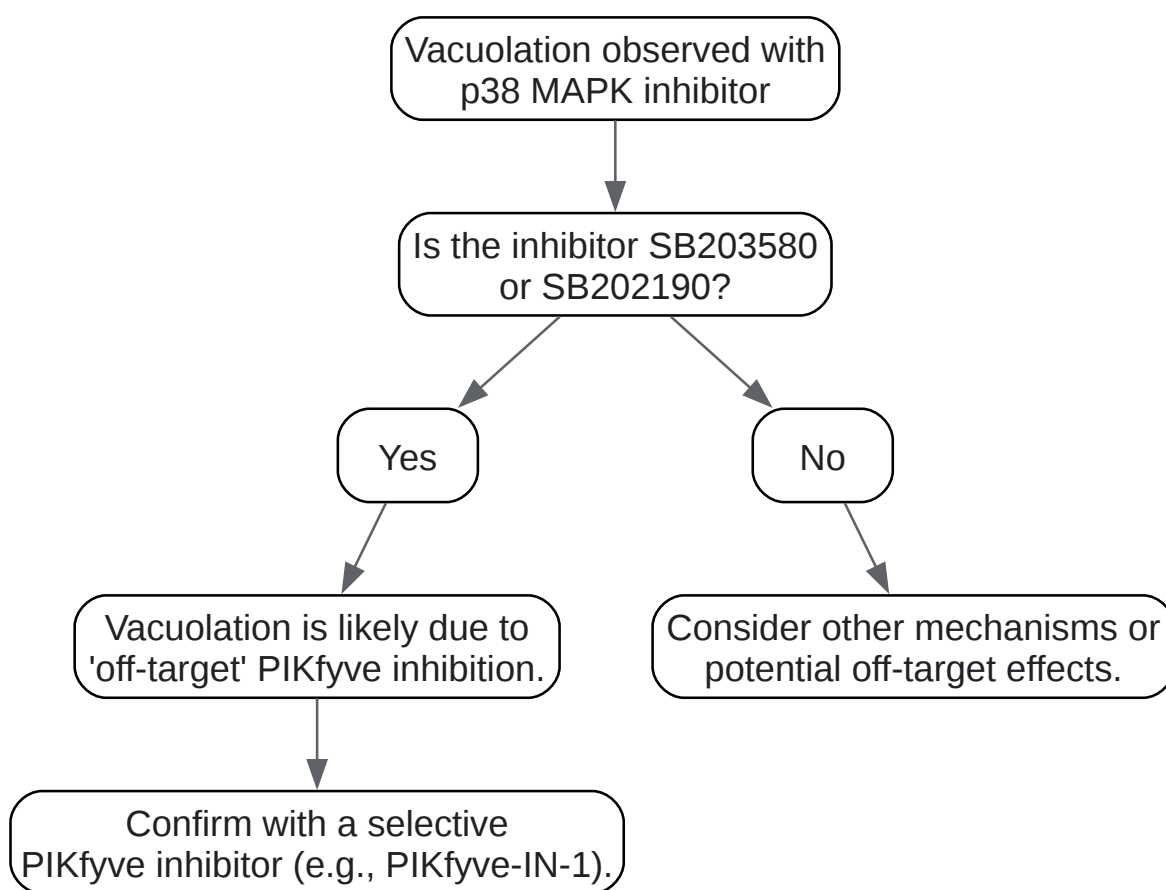 Vacuolation observed with
p38 MAPK inhibitor
Is the inhibitor SB203580
or SB202190?
Yes
No
Vacuolation is likely due to
'off-target' PIKfyve inhibition.
Consider other mechanisms or
potential off-target effects.
Confirm with a selective
PIKfyve inhibitor (e.g., PIKfyve-IN-1).